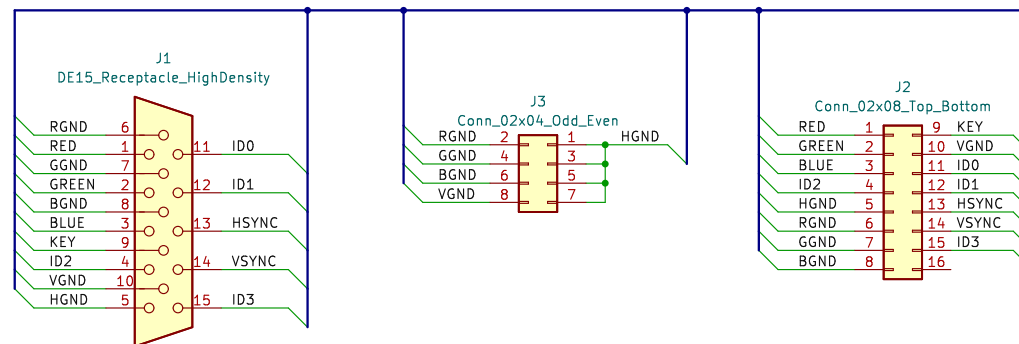 J1
DE15_Receptacle_HighDensity
RGND 6
RED 1 11 ID0
GGND 7
GREEN 2 12 ID1
BGND 8
BLUE 3 13 HSYNC
KEY 9
ID2 4 14 VSYNC
VGND 10
HGND 5 15 ID3
J3
Conn_02x04_Odd_Even
RGND 2 1 HGND
GGND 4 3
BGND 6 5
VGND 8 7
J2
Conn_02x08_Top_Bottom
RED 1 9 KEY
GREEN 2 10 VGND
BLUE 3 11 ID0
ID2 4 12 ID1
HGND 5 13 HSYNC
RGND 6 14 VSYNC
GGND 7 15 ID3
BGND 8 16